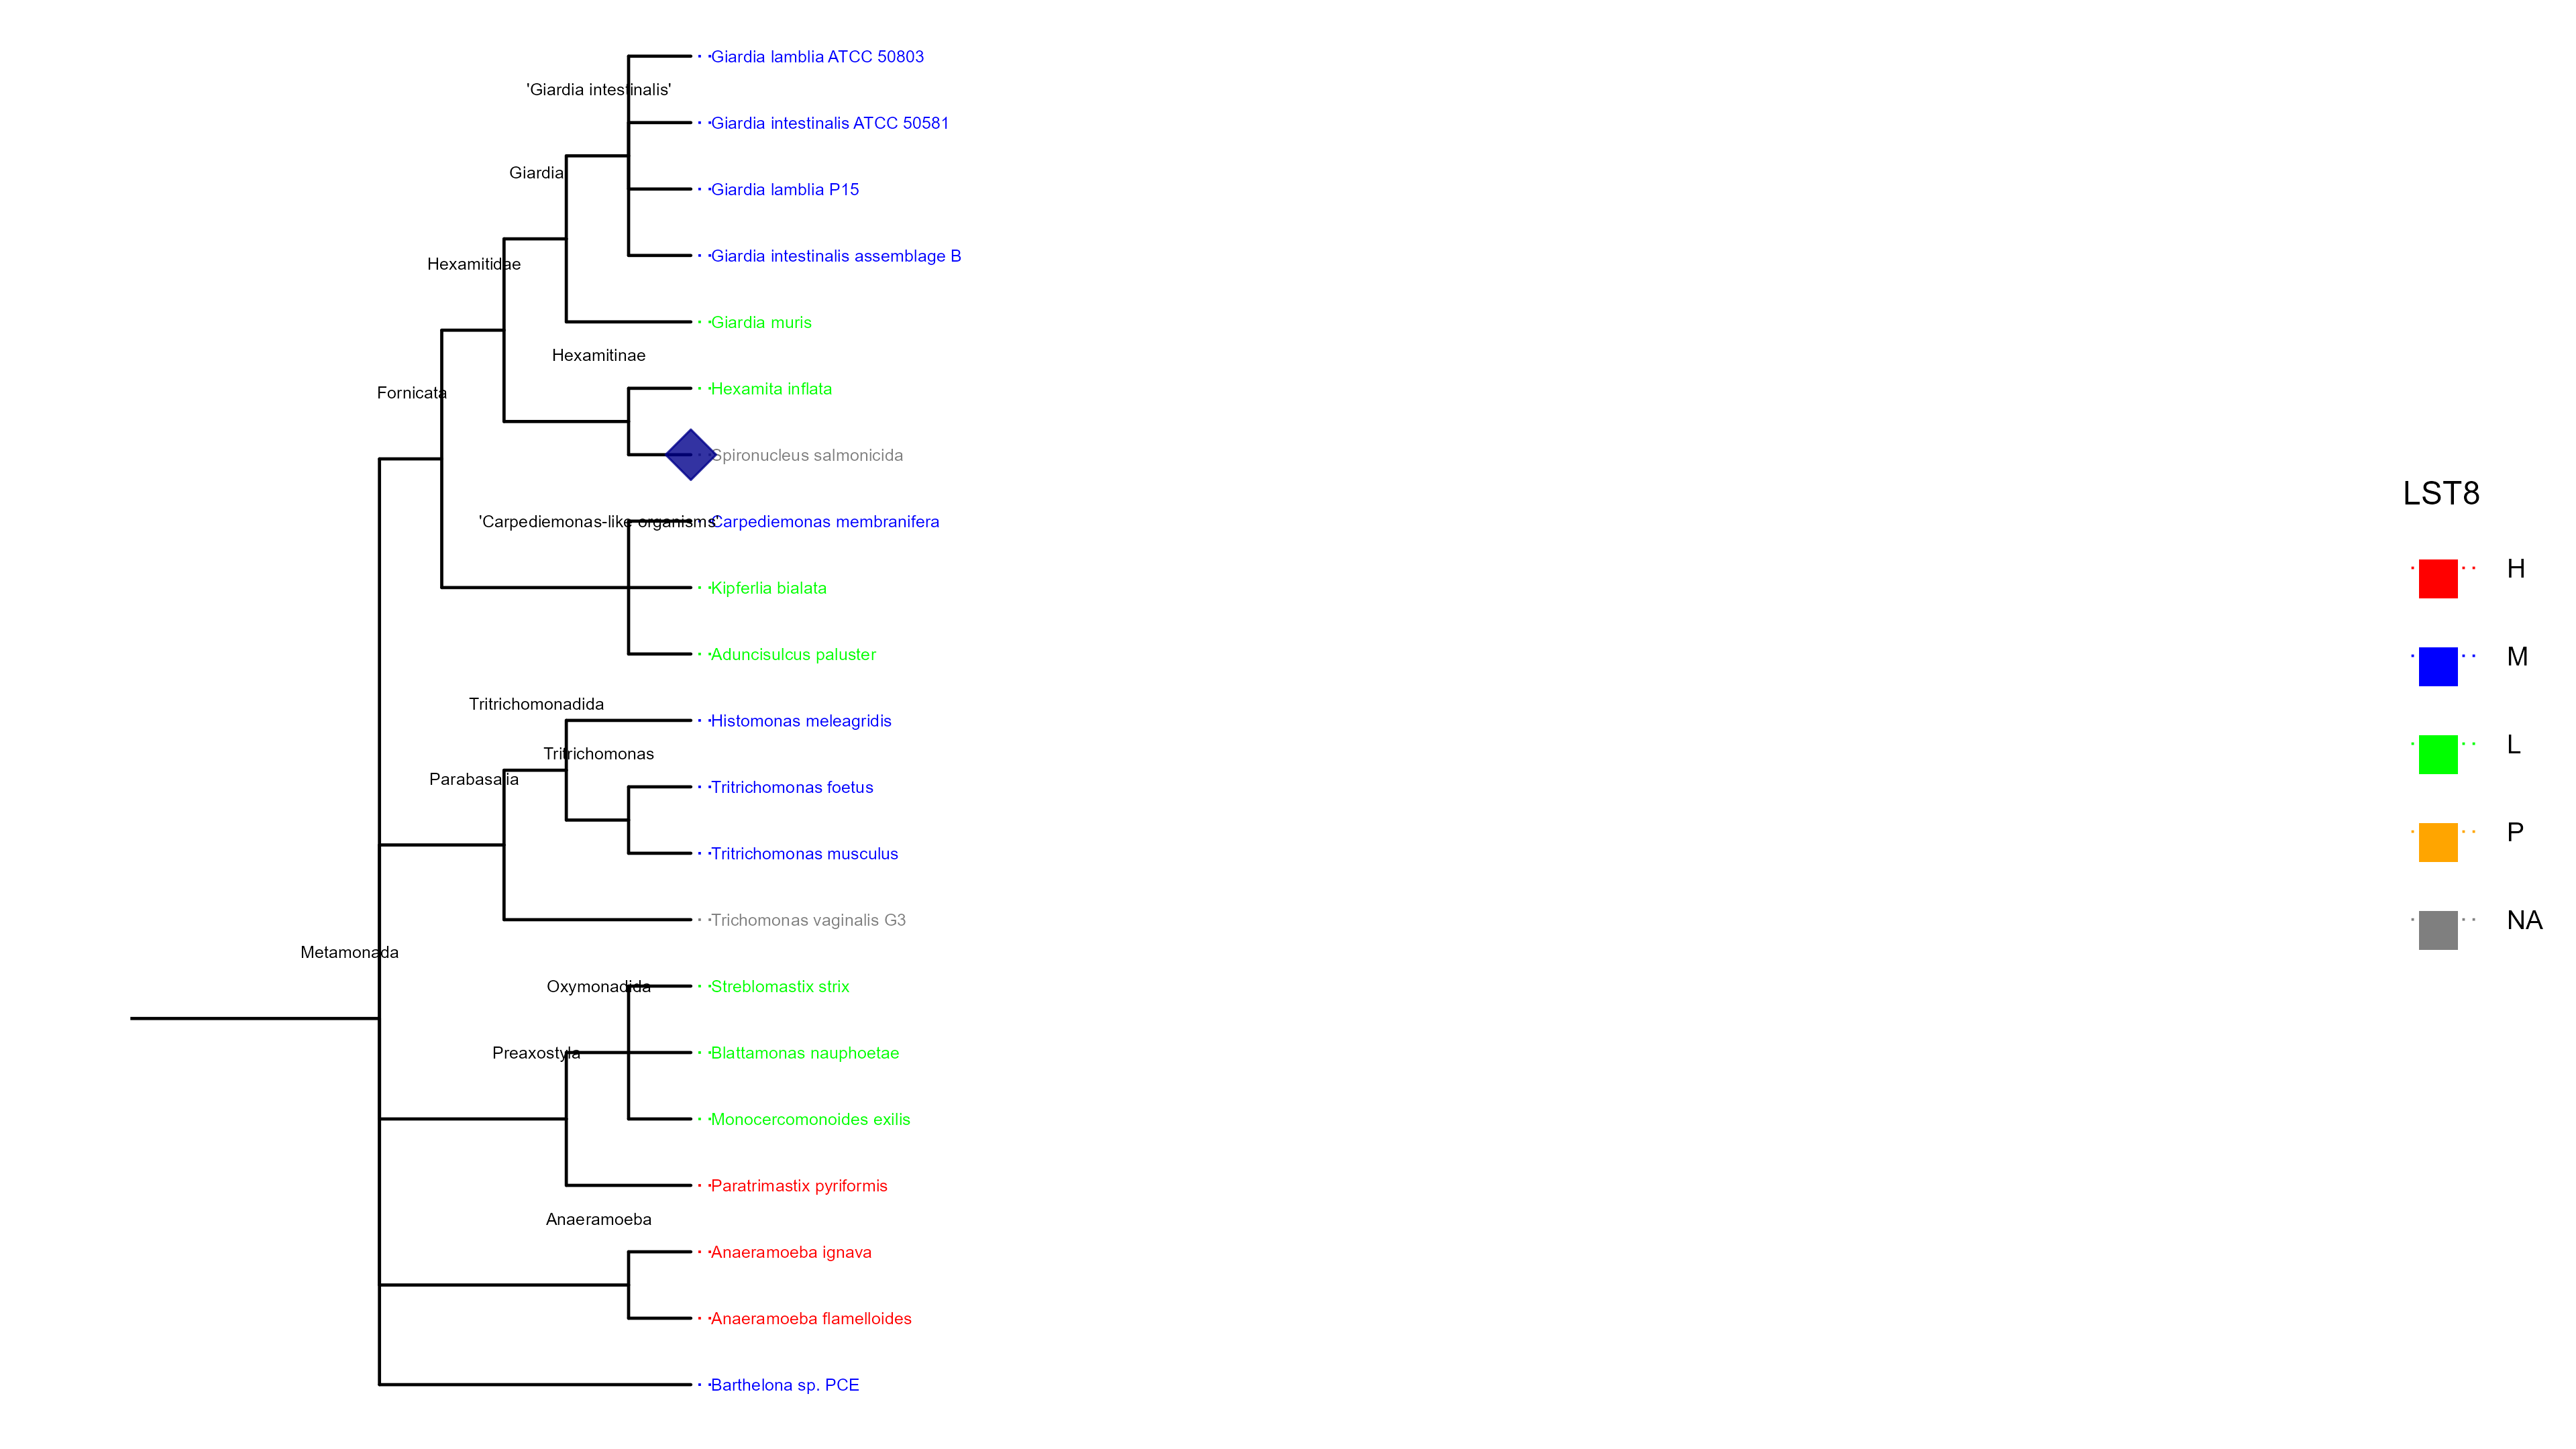 Giardia lamblia ATCC 50803
'Giardia intestinalis'
Giardia intestinalis ATCC 50581
Giardia
Giardia lamblia P15
Giardia intestinalis assemblage B
Hexamitidae
Giardia muris
Hexamitinae
Fornicata
Hexamita inflata
Spironucleus salmonicida
'Carpediemonas-like organisms'
Carpediemonas membranifera
Kipferlia bialata
Aduncisulcus paluster
Tritrichomonadida
Histomonas meleagridis
Tritrichomonas
Parabasalia
Tritrichomonas foetus
Tritrichomonas musculus
Trichomonas vaginalis G3
Metamonada
Oxymonadida
Streblomastix strix
Preaxostyla
Blattamonas nauphoetae
Monocercomonoides exilis
Paratrimastix pyriformis
Anaeramoeba
Anaeramoeba ignava
Anaeramoeba flamelloides
Barthelona sp. PCE
LST8
H
M
L
P
NA